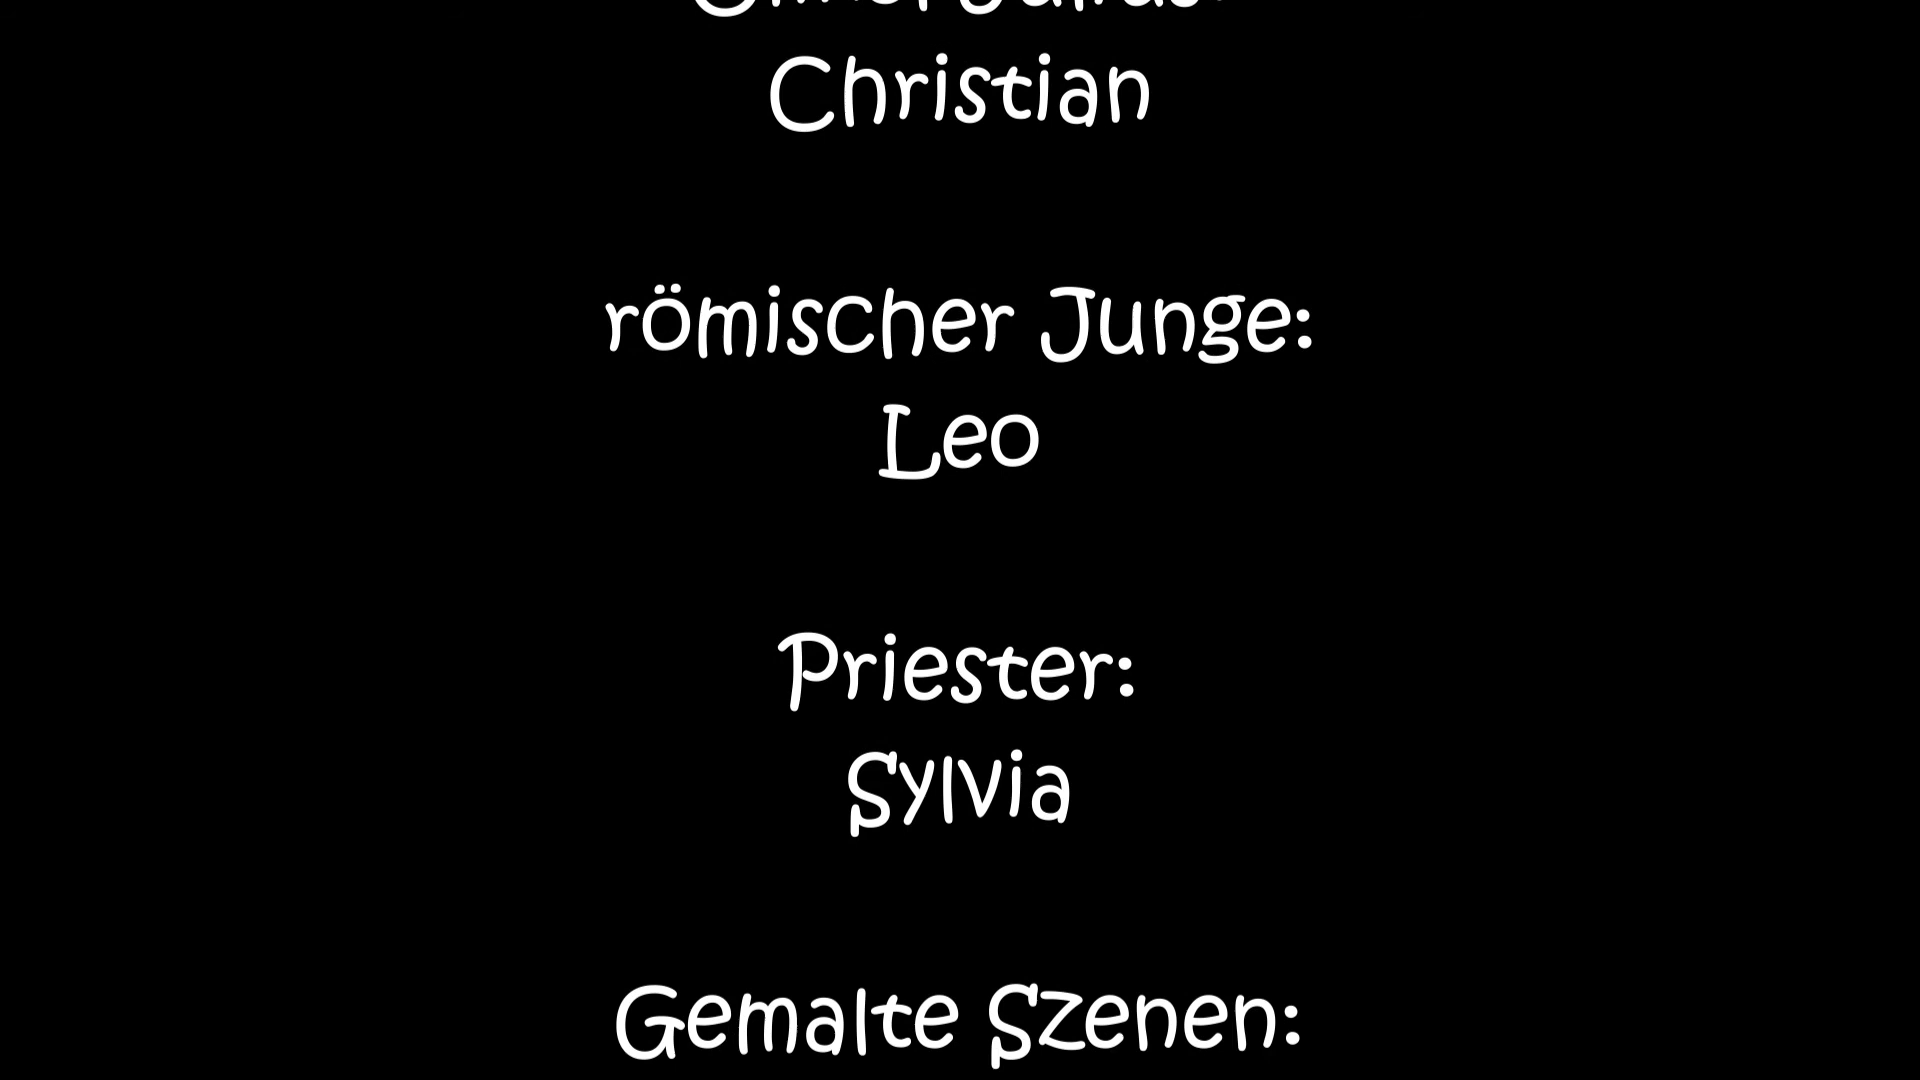 Christian
römischer Junge:
Leo
Priester:
Sylvia
Gemalte Szenen: